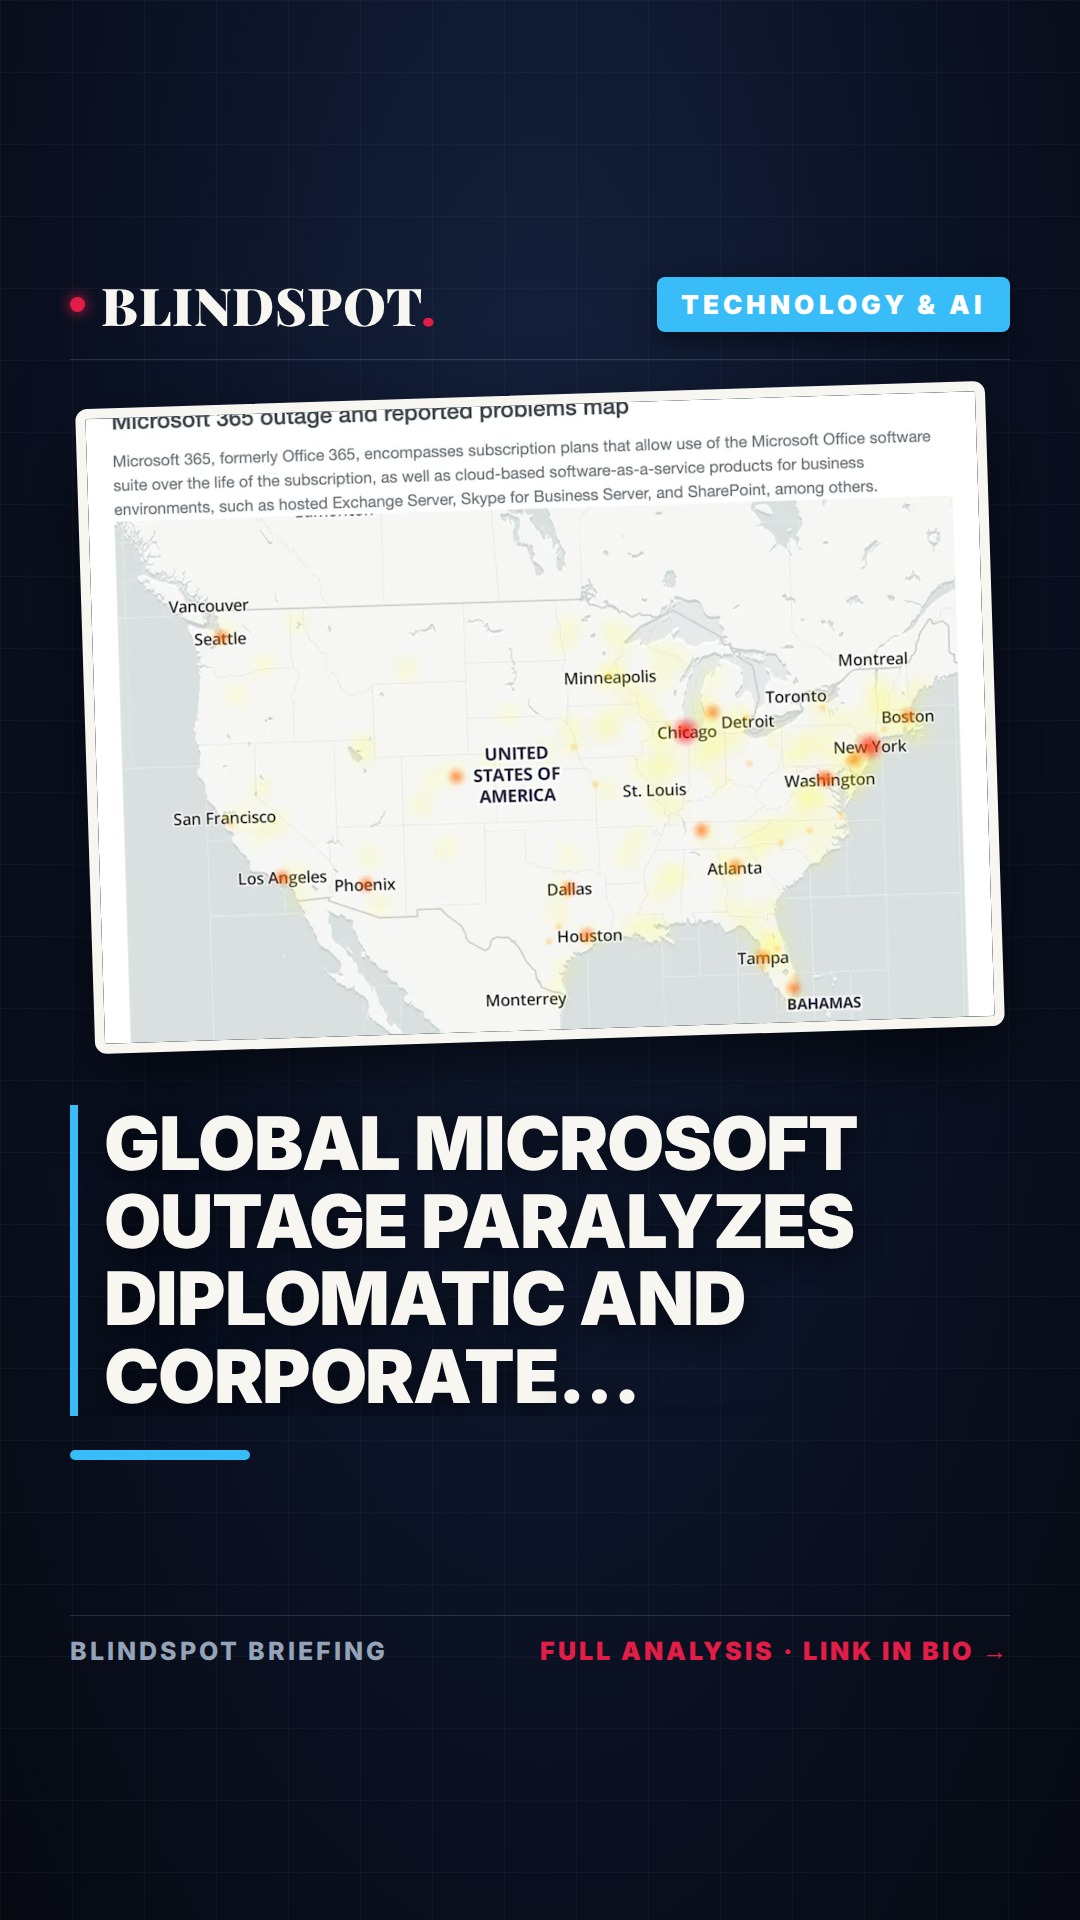 BLINDSPOT.
TECHNOLOGY & AI
Microsoft 365 outage and reported problems map
Microsoft 365, formerly Office 365, encompasses subscription plans that allow use of the Microsoft Office software
suite over the life of the subscription, as well as cloud-based software-as-a-service products for business
environments, such as hosted Exchange Server, Skype for Business Server, and SharePoint, among others.
Edmonton
Vancouver
Seattle
Minneapolis
Montreal
Toronto
Boston
Chicago
Detroit
New York
UNITED
STATES OF
AMERICA
St. Louis
Washington
San Francisco
Los Angeles
Phoenix
Atlanta
Dallas
Houston
Tampa
Monterrey
BAHAMAS
GLOBAL MICROSOFT
OUTAGE PARALYZES
DIPLOMATIC AND
CORPORATE...
BLINDSPOT BRIEFING
FULL ANALYSIS · LINK IN BIO →